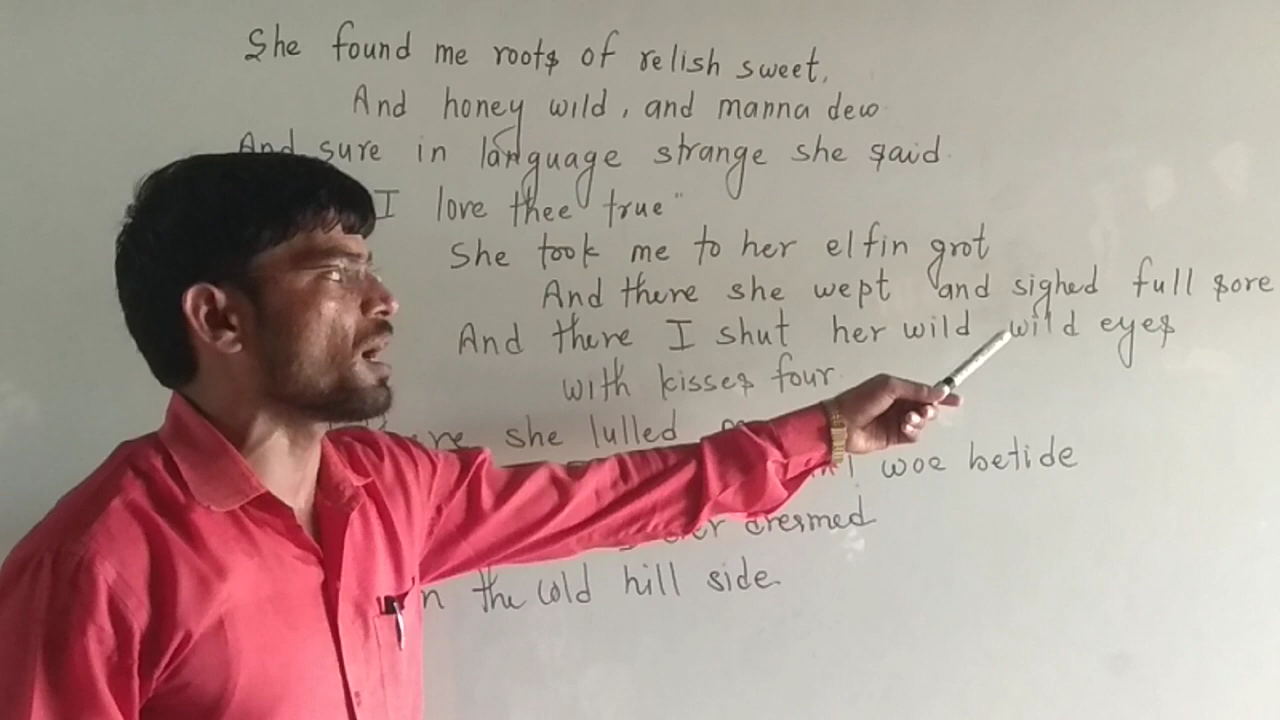 She found me roots of relish sweet,
And honey wild, and manna dew
And sure in language strange she said
I love thee true"
She took me to her elfin grot
And there she wept and sighed full sore
And there I shut her wild wild eyes
with kisses four.
she lulled
woe betide
dresmed
the cold hill side.